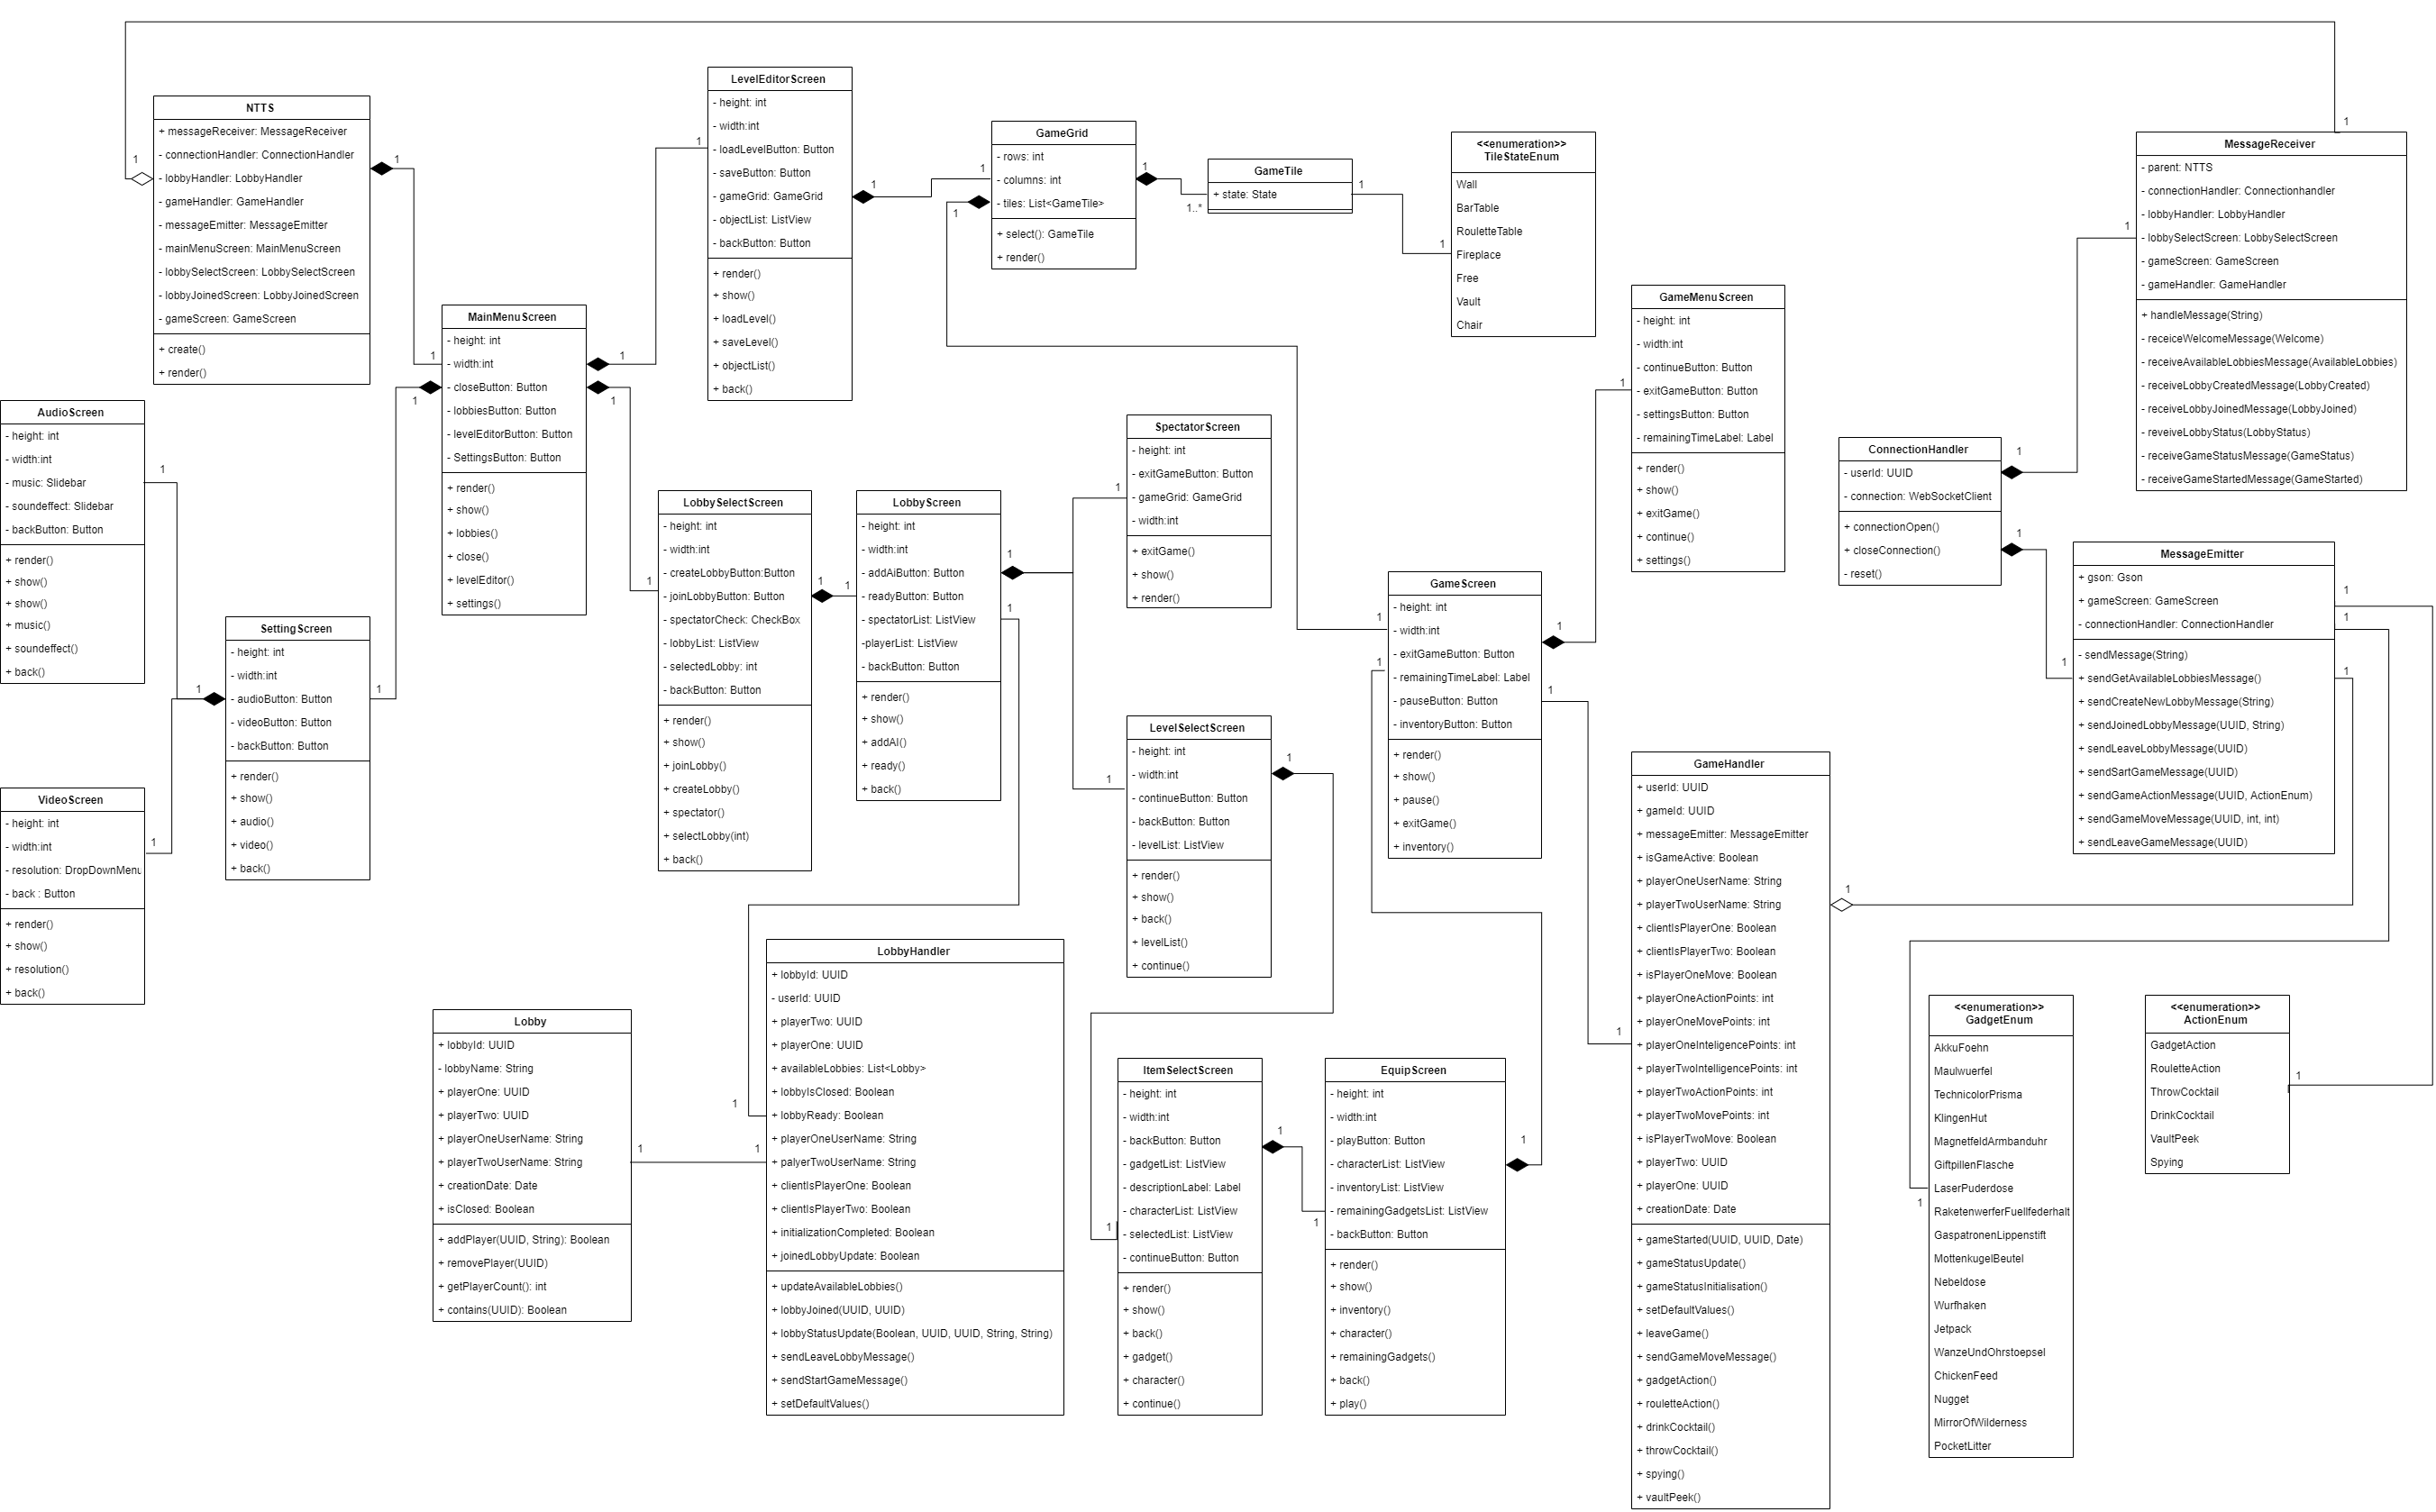 NTTS
+ messageReceiver: MessageReceiver
- connectionHandler: ConnectionHandler
- lobbyHandler: LobbyHandler
- gameHandler: GameHandler
- messageEmitter: MessageEmitter
- mainMenuScreen: MainMenuScreen
- lobbySelectScreen: LobbySelectScreen
- lobbyJoinedScreen: LobbyJoinedScreen
- gameScreen: GameScreen
+ create()
+ render()
1
1
1
AudioScreen
- height: int
- width:int
- music: Slidebar
- soundeffect: Slidebar
- backButton: Button
+ render()
+ show()
+ show()
+ music()
+ soundeffect()
+ back()
1
VideoScreen
- height: int
- width:int
- resolution: DropDownMenu
- back : Button
+ render()
+ show()
+ resolution()
+ back()
1
SettingScreen
- height: int
- width:int
- audioButton: Button
- videoButton: Button
- backButton: Button
+ render()
+ show()
+ audio()
+ video()
+ back()
1
1
MainMenuScreen
- height: int
- width:int
- closeButton: Button
- lobbiesButton: Button
- levelEditorButton: Button
- SettingsButton: Button
+ render()
+ show()
+ lobbies()
+ close()
+ levelEditor()
+ settings()
1
1
1
LevelEditorScreen
- height: int
- width:int
- loadLevelButton: Button
- saveButton: Button
- gameGrid: GameGrid
- objectList: ListView
- backButton: Button
+ render()
+ show()
+ loadLevel()
+ saveLevel()
+ objectList()
+ back()
1
1
GameGrid
- rows: int
- columns: int
- tiles: List<GameTile>
+ select(): GameTile
+ render()
1
1
1
1..*
GameTile
+ state: State
1
1
<<enumeration>>
TileStateEnum
Wall
BarTable
RouletteTable
Fireplace
Free
Vault
Chair
LobbySelectScreen
- height: int
- width:int
- createLobbyButton:Button
- joinLobbyButton: Button
- spectatorCheck: CheckBox
- lobbyList: ListView
- selectedLobby: int
- backButton: Button
+ render()
+ show()
+ joinLobby()
+ createLobby()
+ spectator()
+ selectLobby(int)
+ back()
1
1
1
LobbyScreen
- height: int
- width:int
- addAiButton: Button
- readyButton: Button
- spectatorList: ListView
-playerList: ListView
- backButton: Button
+ render()
+ show()
+ addAI()
+ ready()
+ back()
1
1
SpectatorScreen
- height: int
- exitGameButton: Button
- gameGrid: GameGrid
- width:int
+ exitGame()
+ show()
+ render()
1
LevelSelectScreen
- height: int
- width:int
- continueButton: Button
- backButton: Button
- levelList: ListView
+ render()
+ show()
+ back()
+ levelList()
+ continue()
1
1
GameScreen
- height: int
- width:int
- exitGameButton: Button
- remainingTimeLabel: Label
- pauseButton: Button
- inventoryButton: Button
+ render()
+ show()
+ pause()
+ exitGame()
+ inventory()
1
1
1
1
GameMenuScreen
- height: int
- width:int
- continueButton: Button
- exitGameButton: Button
- settingsButton: Button
- remainingTimeLabel: Label
+ render()
+ show()
+ exitGame()
+ continue()
+ settings()
1
ConnectionHandler
- userId: UUID
- connection: WebSocketClient
+ connectionOpen()
+ closeConnection()
- reset()
1
1
MessageReceiver
- parent: NTTS
- connectionHandler: Connectionhandler
- lobbyHandler: LobbyHandler
- lobbySelectScreen: LobbySelectScreen
- gameScreen: GameScreen
- gameHandler: GameHandler
+ handleMessage(String)
- receiceWelcomeMessage(Welcome)
- receiveAvailableLobbiesMessage(AvailableLobbies)
- receiveLobbyCreatedMessage(LobbyCreated)
- receiveLobbyJoinedMessage(LobbyJoined)
- reveiveLobbyStatus(LobbyStatus)
- receiveGameStatusMessage(GameStatus)
- receiveGameStartedMessage(GameStarted)
1
1
MessageEmitter
+ gson: Gson
+ gameScreen: GameScreen
- connectionHandler: ConnectionHandler
- sendMessage(String)
+ sendGetAvailableLobbiesMessage()
+ sendCreateNewLobbyMessage(String)
+ sendJoinedLobbyMessage(UUID, String)
+ sendLeaveLobbyMessage(UUID)
+ sendSartGameMessage(UUID)
+ sendGameActionMessage(UUID, ActionEnum)
+ sendGameMoveMessage(UUID, int, int)
+ sendLeaveGameMessage(UUID)
1
1
1
1
GameHandler
+ userId: UUID
+ gameId: UUID
+ messageEmitter: MessageEmitter
+ isGameActive: Boolean
+ playerOneUserName: String
+ playerTwoUserName: String
+ clientIsPlayerOne: Boolean
+ clientIsPlayerTwo: Boolean
+ isPlayerOneMove: Boolean
+ playerOneActionPoints: int
+ playerOneMovePoints: int
+ playerOneInteligencePoints: int
+ playerTwoIntelligencePoints: int
+ playerTwoActionPoints: int
+ playerTwoMovePoints: int
+ isPlayerTwoMove: Boolean
+ playerTwo: UUID
+ playerOne: UUID
+ creationDate: Date
+ gameStarted(UUID, UUID, Date)
+ gameStatusUpdate()
+ gameStatusInitialisation()
+ setDefaultValues()
+ leaveGame()
+ sendGameMoveMessage()
+ gadgetAction()
+ rouletteAction()
+ drinkCocktail()
+ throwCocktail()
+ spying()
+ vaultPeek()
1
1
<<enumeration>>
GadgetEnum
AkkuFoehn
Maulwuerfel
TechnicolorPrisma
KlingenHut
MagnetfeldArmbanduhr
GiftpillenFlasche
LaserPuderdose
RaketenwerferFuellfederhalt
GaspatronenLippenstift
MottenkugelBeutel
Nebeldose
Wurfhaken
Jetpack
WanzeUndOhrstoepsel
ChickenFeed
Nugget
MirrorOfWilderness
PocketLitter
1
<<enumeration>>
ActionEnum
GadgetAction
RouletteAction
ThrowCocktail
DrinkCocktail
VaultPeek
Spying
1
Lobby
+ lobbyId: UUID
- lobbyName: String
+ playerOne: UUID
+ playerTwo: UUID
+ playerOneUserName: String
+ playerTwoUserName: String
+ creationDate: Date
+ isClosed: Boolean
+ addPlayer(UUID, String): Boolean
+ removePlayer(UUID)
+ getPlayerCount(): int
+ contains(UUID): Boolean
1
1
1
LobbyHandler
+ lobbyId: UUID
- userId: UUID
+ playerTwo: UUID
+ playerOne: UUID
+ availableLobbies: List<Lobby>
+ lobbyIsClosed: Boolean
+ lobbyReady: Boolean
+ playerOneUserName: String
+ palyerTwoUserName: String
+ clientIsPlayerOne: Boolean
+ clientIsPlayerTwo: Boolean
+ initializationCompleted: Boolean
+ joinedLobbyUpdate: Boolean
+ updateAvailableLobbies()
+ lobbyJoined(UUID, UUID)
+ lobbyStatusUpdate(Boolean, UUID, UUID, String, String)
+ sendLeaveLobbyMessage()
+ sendStartGameMessage()
+ setDefaultValues()
ItemSelectScreen
- height: int
- width:int
- backButton: Button
- gadgetList: ListView
- descriptionLabel: Label
- characterList: ListView
- selectedList: ListView
- continueButton: Button
+ render()
+ show()
+ back()
+ gadget()
+ character()
+ continue()
1
1
1
EquipScreen
- height: int
- width:int
- playButton: Button
- characterList: ListView
- inventoryList: ListView
- remainingGadgetsList: ListView
- backButton: Button
+ render()
+ show()
+ inventory()
+ character()
+ remainingGadgets()
+ back()
+ play()
1